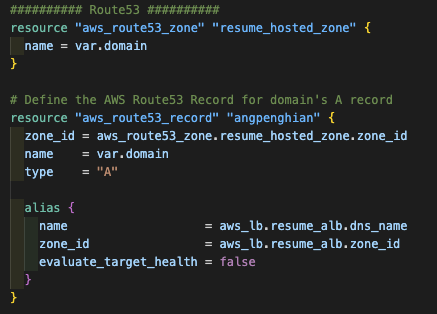 ########## Route53 ##########
resource "aws_route53_zone" "resume_hosted_zone" {
  name = var.domain
}

# Define the AWS Route53 Record for domain's A record
resource "aws_route53_record" "angpenghian" {
  zone_id = aws_route53_zone.resume_hosted_zone.zone_id
  name    = var.domain
  type    = "A"

  alias {
    name                   = aws_lb.resume_alb.dns_name
    zone_id                = aws_lb.resume_alb.zone_id
    evaluate_target_health = false
  }
}